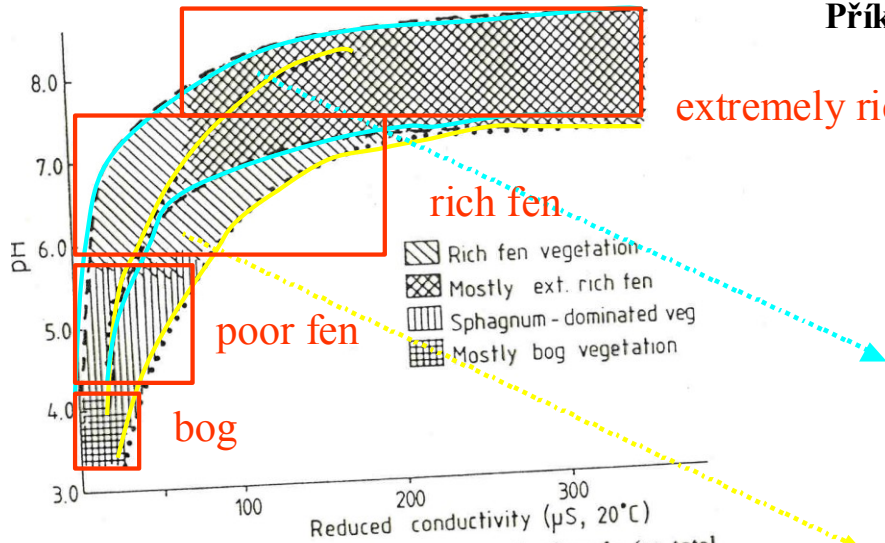 Přík
8.0
extremely ric
7.0
rich fen
pH
6.0
Rich fen vegetation
Mostly ext. rich fen
5.0
poor fen
Sphagnum-dominated veg
Mostly bog vegetation
4.0
bog
3.0
100
200
300
Reduced conductivity (µS, 20°C)